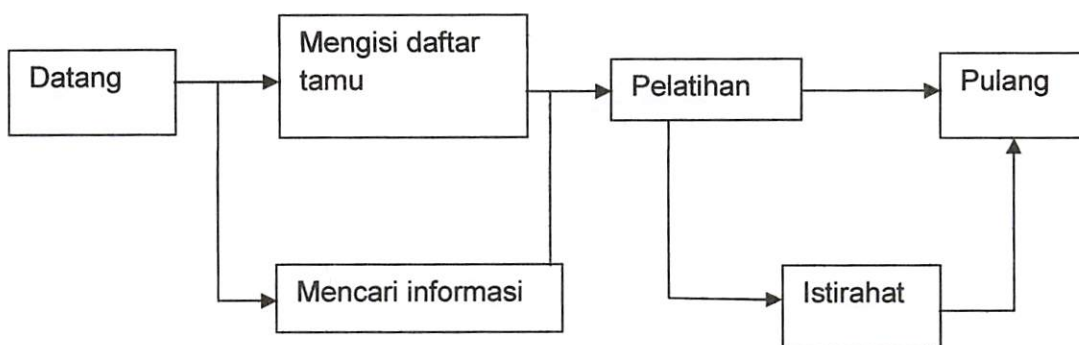 Datang
Mengisi daftar
tamu
Mencari informasi
Pelatihan
Istirahat
Pulang